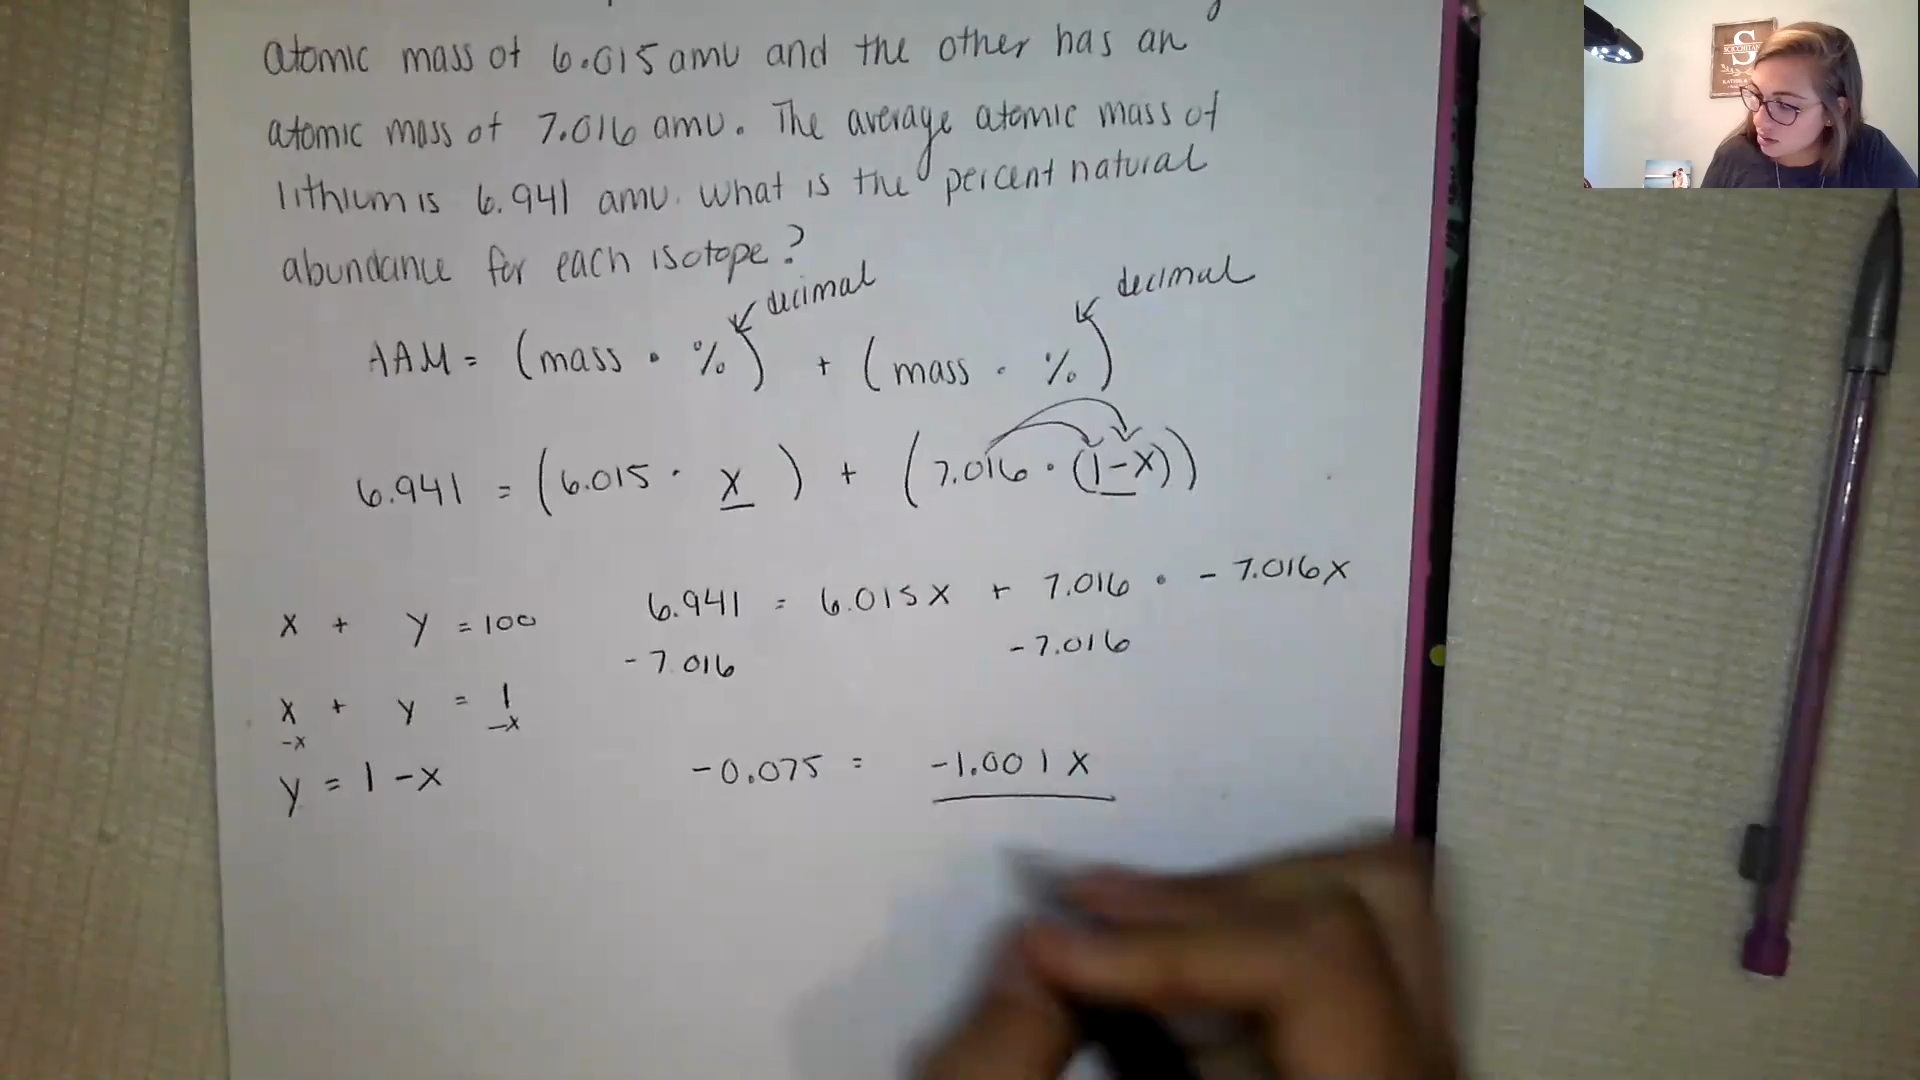 atomic mass of 6.015 amu and the other has an
atomic mass of 7.016 amu. The average atomic mass of
lithium is 6.941 amu. What is the percent natural
abundance for each isotope?
decimal decimal
AAM = (mass • %) + (mass • %)
6.941 = (6.015 • x) + (7.016 • (1-x))
x + y = 100
6.941 = 6.015x + 7.016 • - 7.016x
-7.016 -7.016
x + y = 1
-x -x
y = 1 - x
-0.075 = -1.001x
S